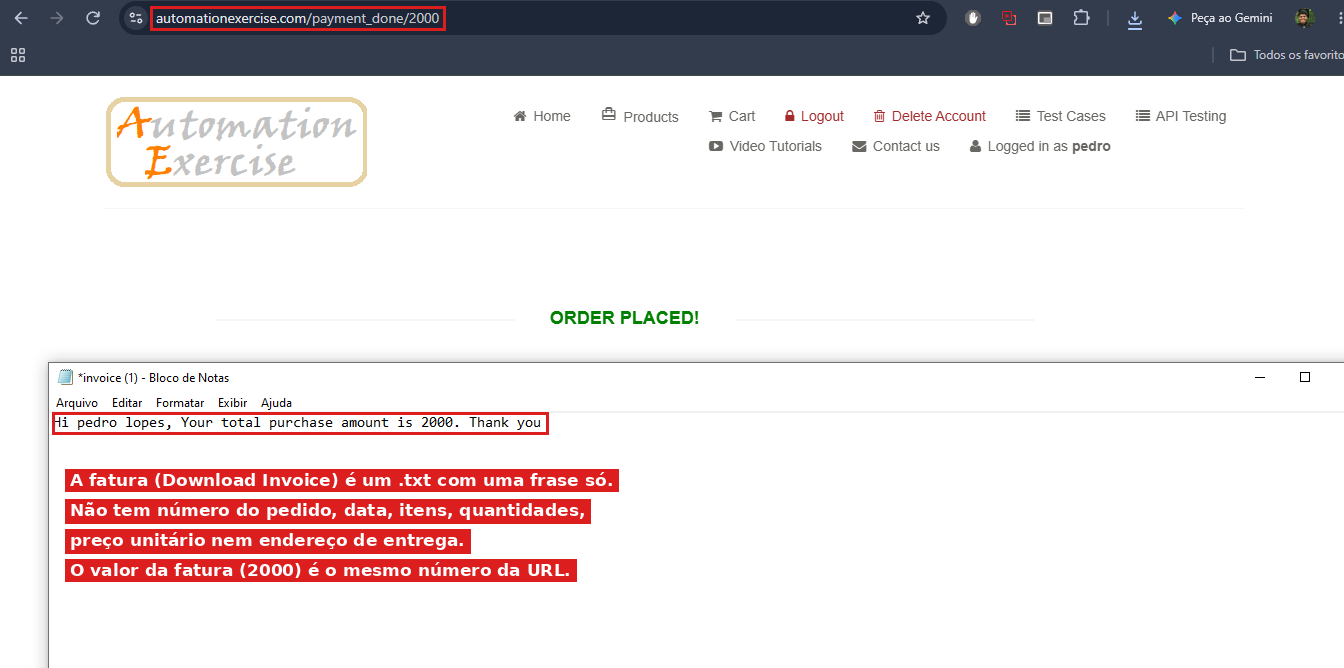 automationexercise.com/payment_done/2000
Peça ao Gemini
Todos os favorito
Automation
Exercise
Home
Products
Cart
Logout
Delete Account
Test Cases
API Testing
Video Tutorials
Contact us
Logged in as pedro
ORDER PLACED!
*invoice (1) - Bloco de Notas
Arquivo Editar Formatar Exibir Ajuda
Hi pedro lopes, Your total purchase amount is 2000. Thank you
A fatura (Download Invoice) é um .txt com uma frase só.
Não tem número do pedido, data, itens, quantidades,
preço unitário nem endereço de entrega.
O valor da fatura (2000) é o mesmo número da URL.